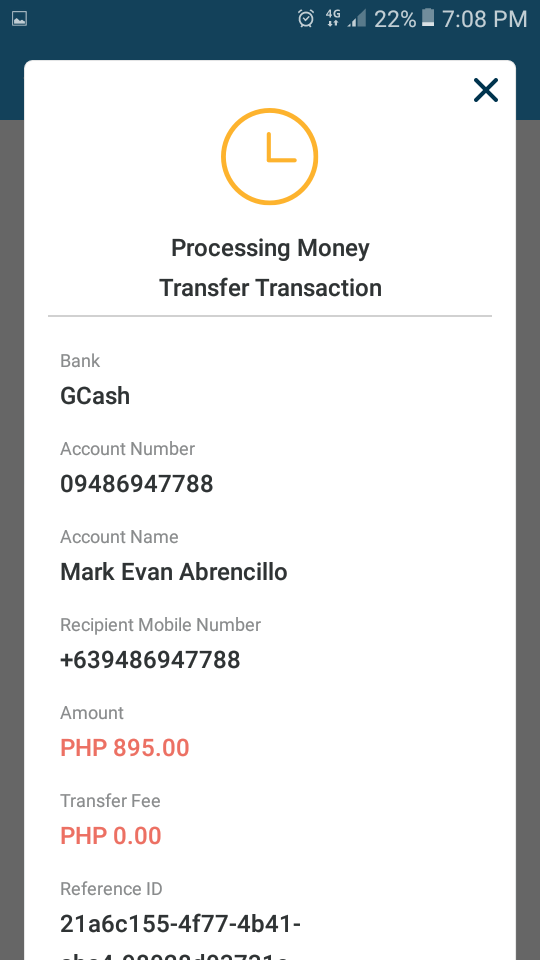 4G 22% 7:08 PM
Processing Money
Transfer Transaction
Bank
GCash
Account Number
09486947788
Account Name
Mark Evan Abrencillo
Recipient Mobile Number
+639486947788
Amount
PHP 895.00
Transfer Fee
PHP 0.00
Reference ID
21a6c155-4f77-4b41-